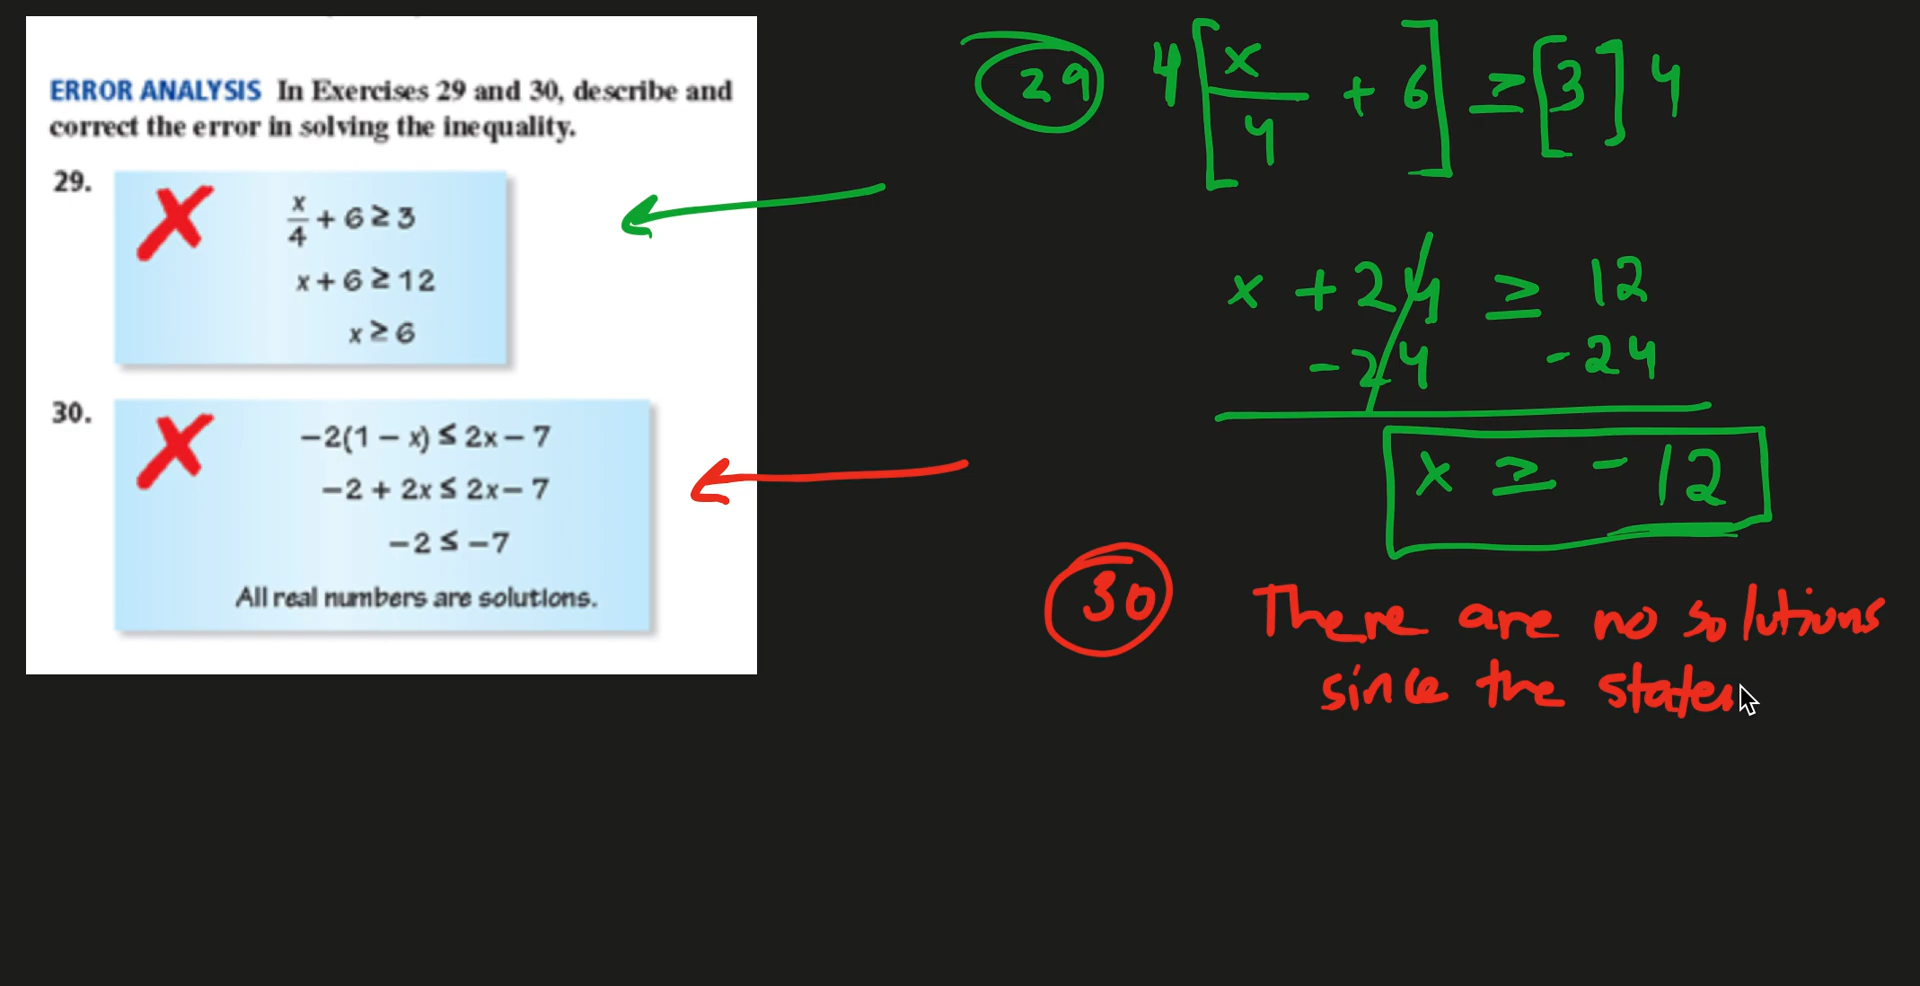 ERROR ANALYSIS In Exercises 29 and 30, describe and
correct the error in solving the inequality.
29.
x/4 + 6 ≥ 3
x + 6 ≥ 12
x ≥ 6
30.
−2(1 − x) ≤ 2x − 7
−2 + 2x ≤ 2x − 7
−2 ≤ −7
All real numbers are solutions.
29 4[x/4 + 6] ≥ [3] 4
x + 24 ≥ 12
-24 -24
x ≥ -12
30 There are no solutions
since the statem